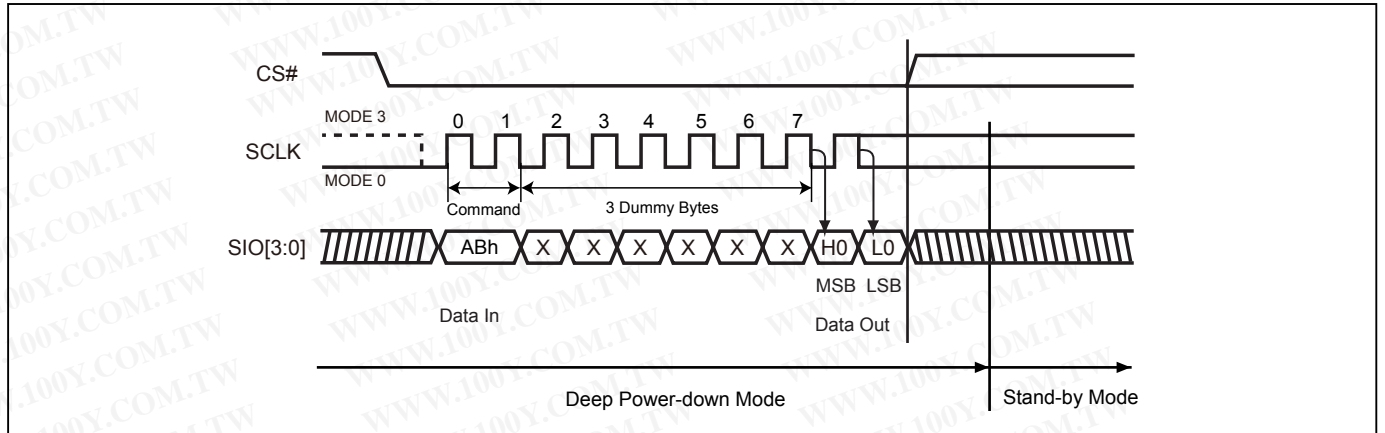 CS#
MODE 3
0 1 2 3 4 5 6 7
SCLK
MODE 0
Command
3 Dummy Bytes
SIO[3:0]
ABh X X X X X X H0 L0
MSB LSB
Data In
Data Out
Deep Power-down Mode
Stand-by Mode
WWW.100Y.COM.TW